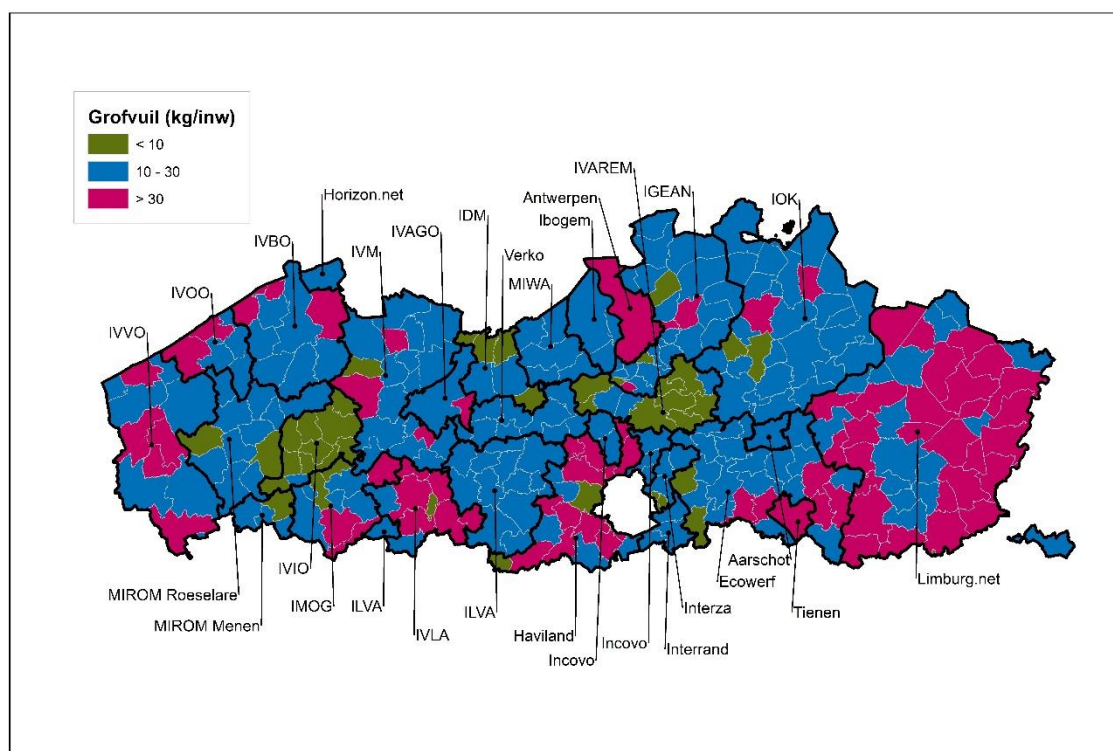 Grofvuil (kg/inw)
< 10
10 - 30
> 30
IVAREM
IGEAN
IOK
Antwerpen
Ibogem
Horizon.net
IDM
IVAGO
Verko
IVBO
IVM
MIWA
IVOO
IVVO
MIROM Roeselare
MIROM Menen
IVIO
IMOG
ILVA
IVLA
ILVA
Haviland
Incovo
Incovo
Interrand
Interza
Aarschot
Ecowerf
Tienen
Limburg.net